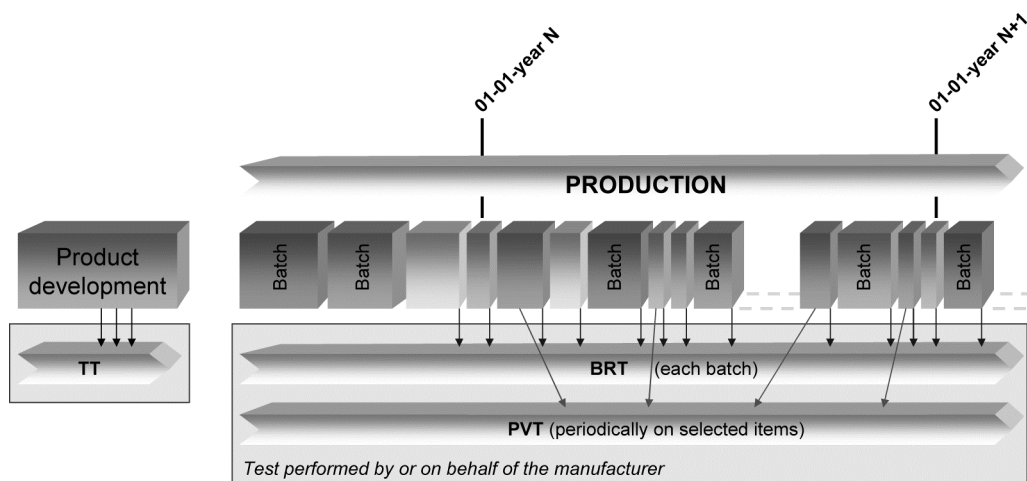 01-01-year N
01-01-year N+1
PRODUCTION
Product
development
Batch
Batch
Batch
Batch
Batch
Batch
TT
BRT (each batch)
PVT (periodically on selected items)
Test performed by or on behalf of the manufacturer